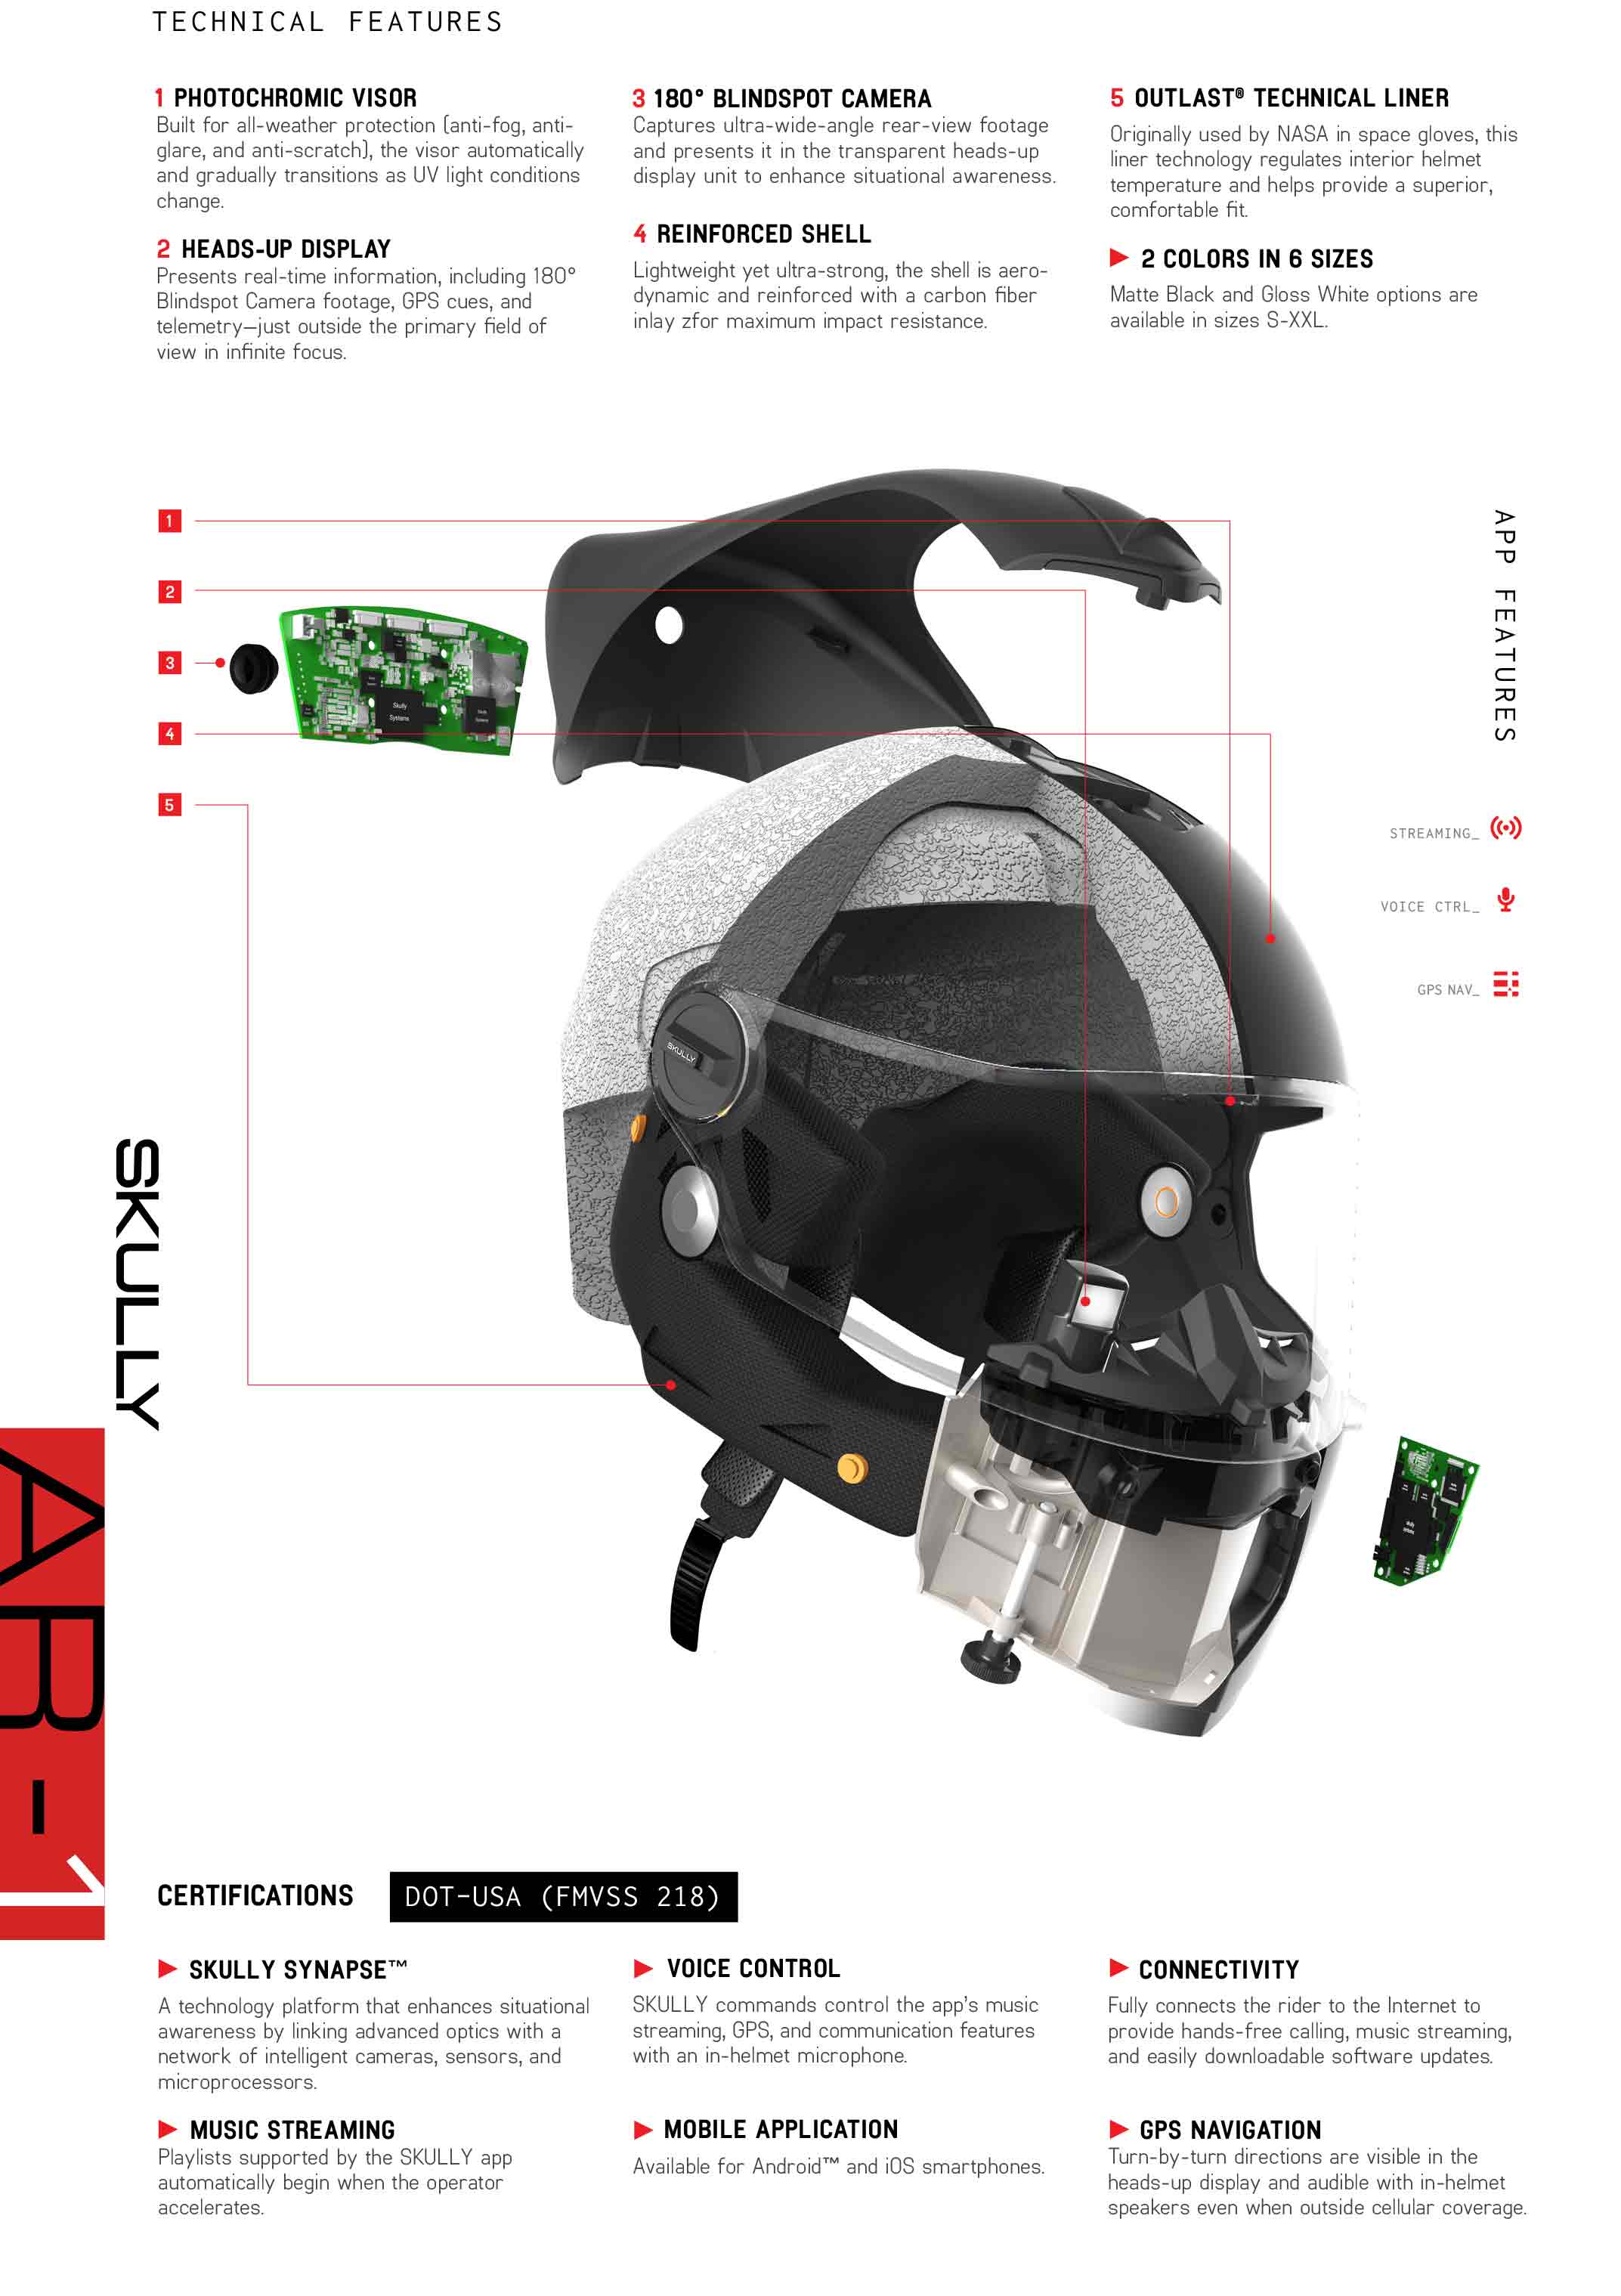 TECHNICAL FEATURES
1 PHOTOCHROMIC VISOR
Built for all-weather protection (anti-fog, anti-
glare, and anti-scratch), the visor automatically
and gradually transitions as UV light conditions
change.
2 HEADS-UP DISPLAY
Presents real-time information, including 180°
Blindspot Camera footage, GPS cues, and
telemetry—just outside the primary field of
view in infinite focus.
3 180° BLINDSPOT CAMERA
Captures ultra-wide-angle rear-view footage
and presents it in the transparent heads-up
display unit to enhance situational awareness.
4 REINFORCED SHELL
Lightweight yet ultra-strong, the shell is aero-
dynamic and reinforced with a carbon fiber
inlay zfor maximum impact resistance.
5 OUTLAST® TECHNICAL LINER
Originally used by NASA in space gloves, this
liner technology regulates interior helmet
temperature and helps provide a superior,
comfortable fit.
2 COLORS IN 6 SIZES
Matte Black and Gloss White options are
available in sizes S-XXL.
1
2
3
4
5
Skully
Systems
SKULLY
APP FEATURES
STREAMING_
VOICE CTRL_
GPS NAV_
SKULLY
AR-1
CERTIFICATIONS
DOT-USA (FMVSS 218)
SKULLY SYNAPSE™
A technology platform that enhances situational
awareness by linking advanced optics with a
network of intelligent cameras, sensors, and
microprocessors.
MUSIC STREAMING
Playlists supported by the SKULLY app
automatically begin when the operator
accelerates.
VOICE CONTROL
SKULLY commands control the app's music
streaming, GPS, and communication features
with an in-helmet microphone.
MOBILE APPLICATION
Available for Android™ and iOS smartphones.
CONNECTIVITY
Fully connects the rider to the Internet to
provide hands-free calling, music streaming,
and easily downloadable software updates.
GPS NAVIGATION
Turn-by-turn directions are visible in the
heads-up display and audible with in-helmet
speakers even when outside cellular coverage.